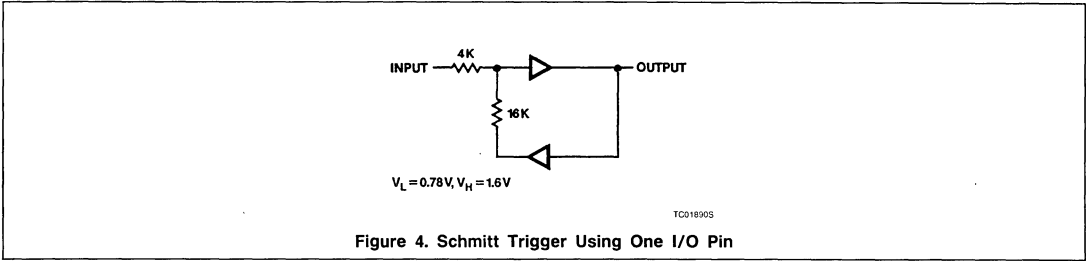 4K
INPUT OUTPUT
16K
V_L = 0.78V, V_H = 1.6V
TC01890S
Figure 4. Schmitt Trigger Using One I/O Pin